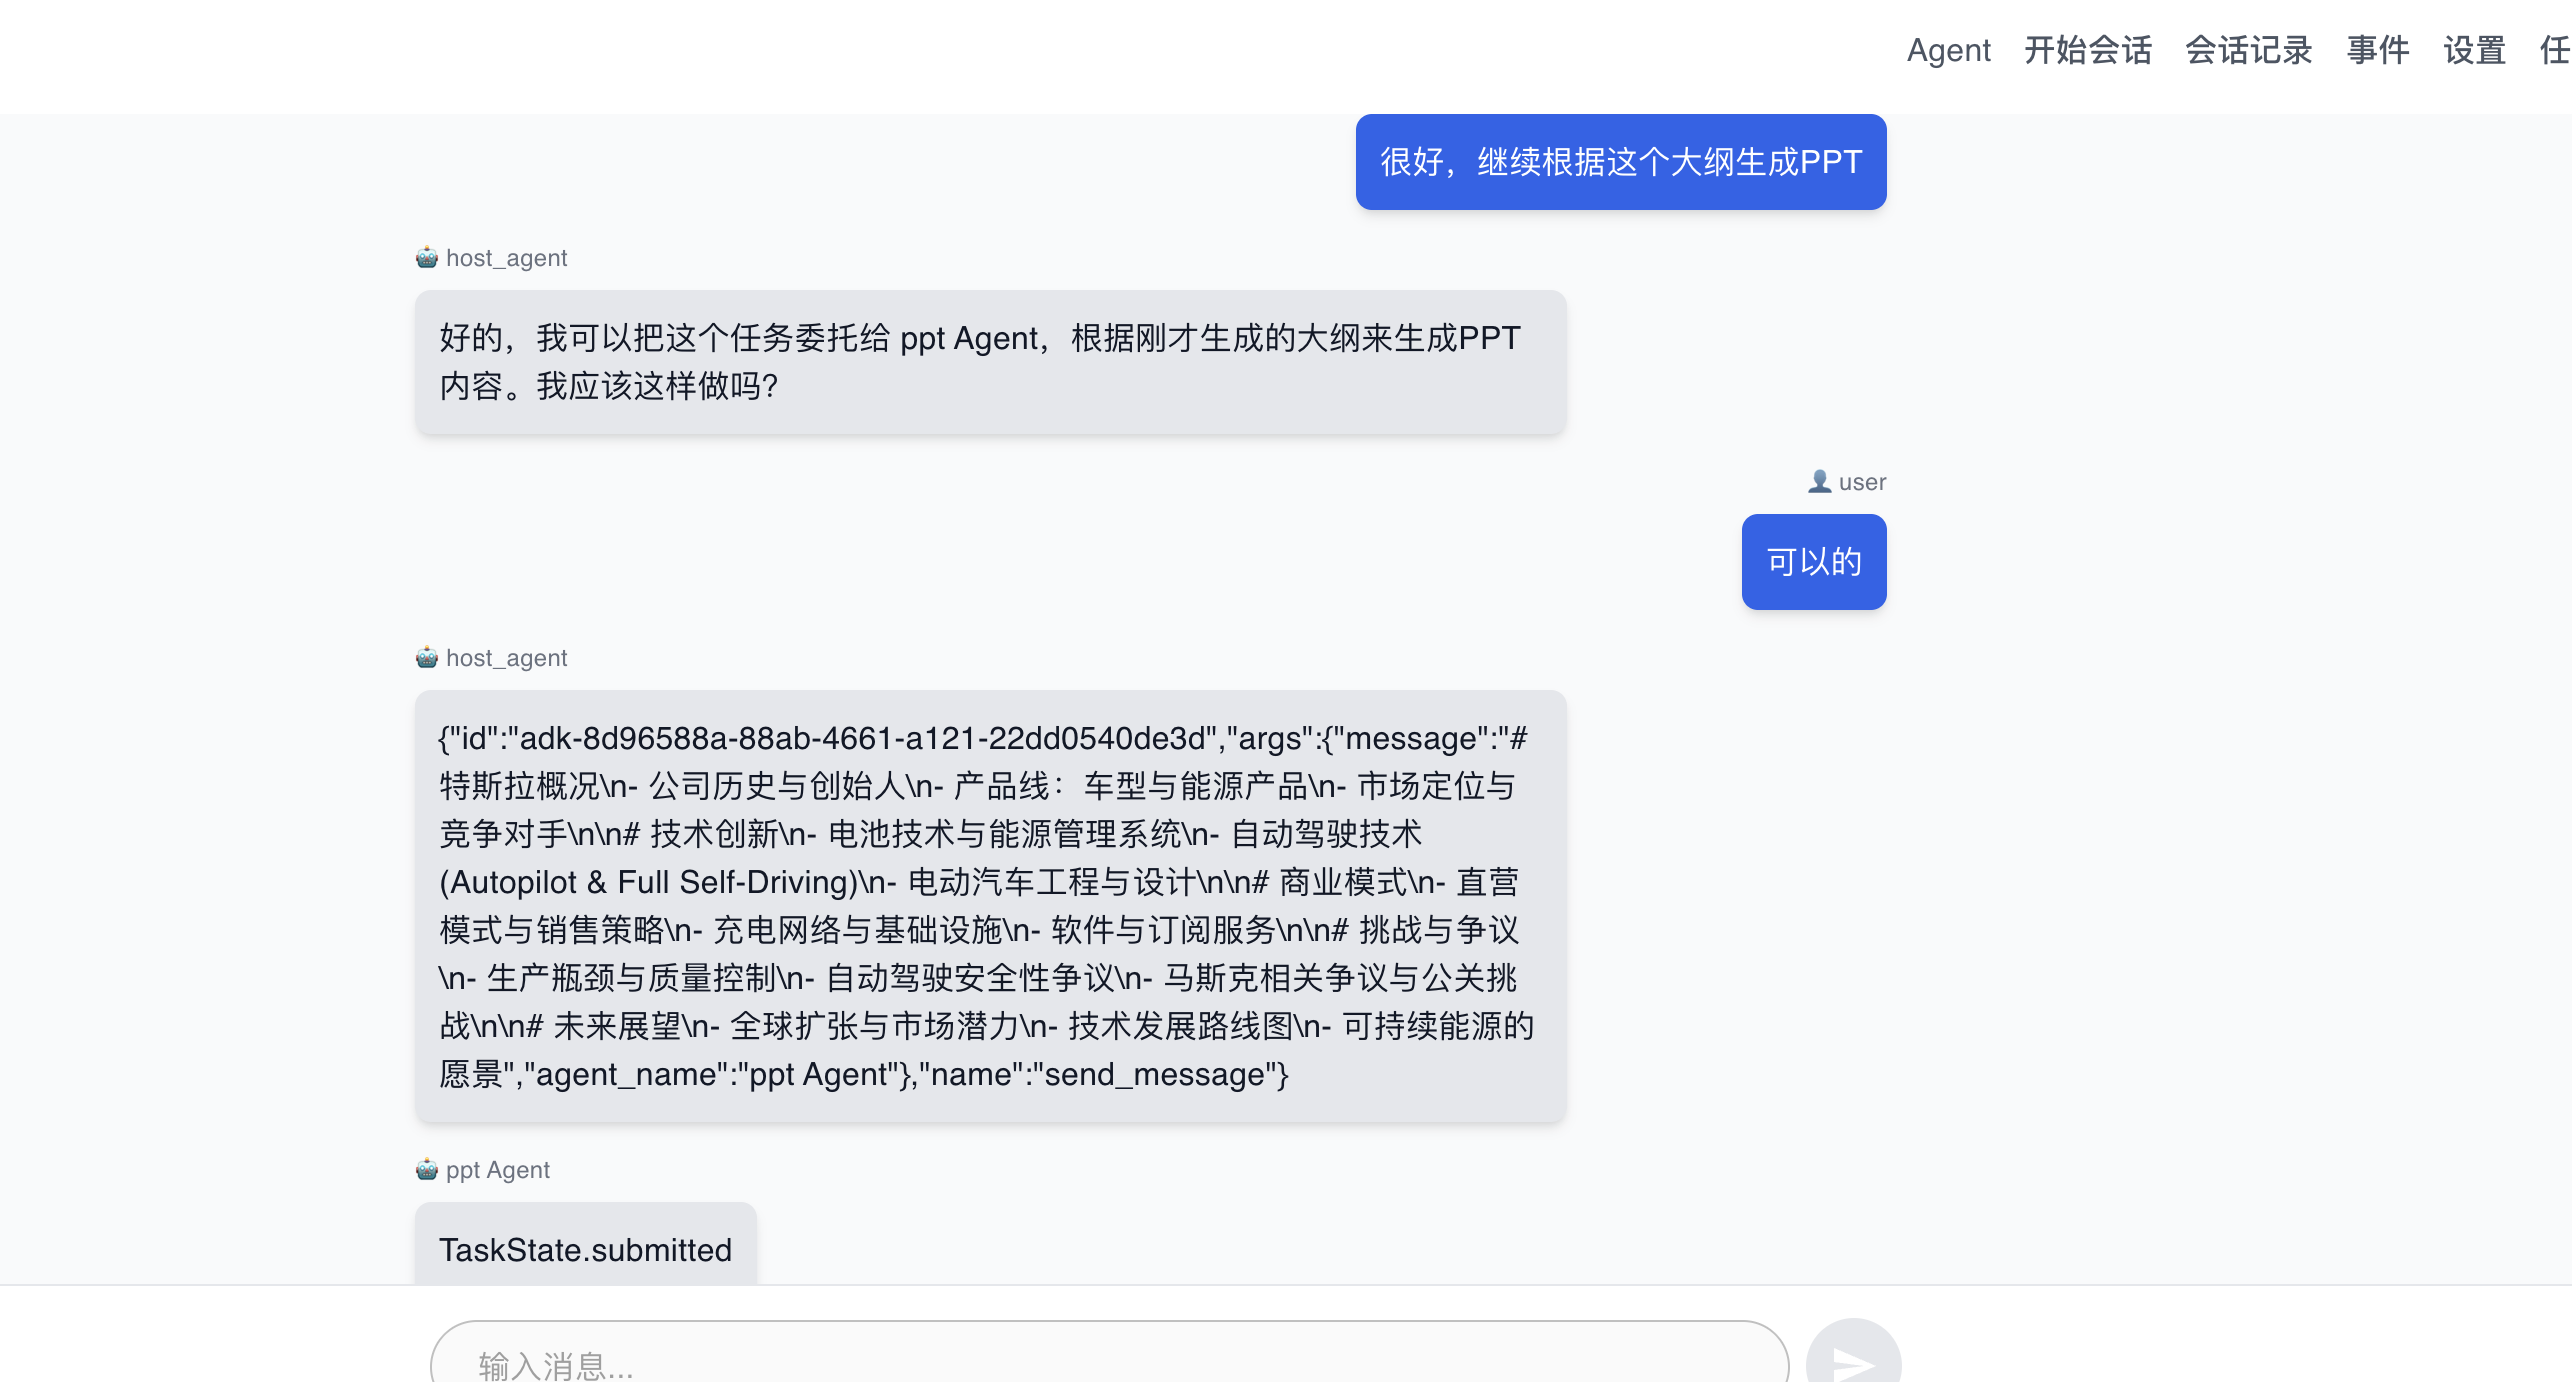 Agent 开始会话 会话记录 事件 设置 任
很好，继续根据这个大纲生成PPT
host_agent
好的，我可以把这个任务委托给 ppt Agent，根据刚才生成的大纲来生成PPT
内容。我应该这样做吗?
user
可以的
host_agent
{"id":"adk-8d96588a-88ab-4661-a121-22dd0540de3d","args":{"message":"#
特斯拉概况\n- 公司历史与创始人\n- 产品线：车型与能源产品\n- 市场定位与
竞争对手\n\n# 技术创新\n- 电池技术与能源管理系统\n- 自动驾驶技术
(Autopilot & Full Self-Driving)\n- 电动汽车工程与设计\n\n# 商业模式\n- 直营
模式与销售策略\n- 充电网络与基础设施\n- 软件与订阅服务\n\n# 挑战与争议
\n- 生产瓶颈与质量控制\n- 自动驾驶安全性争议\n- 马斯克相关争议与公关挑
战\n\n# 未来展望\n- 全球扩张与市场潜力\n- 技术发展路线图\n- 可持续能源的
愿景","agent_name":"ppt Agent"},"name":"send_message"}
ppt Agent
TaskState.submitted
输入消息...